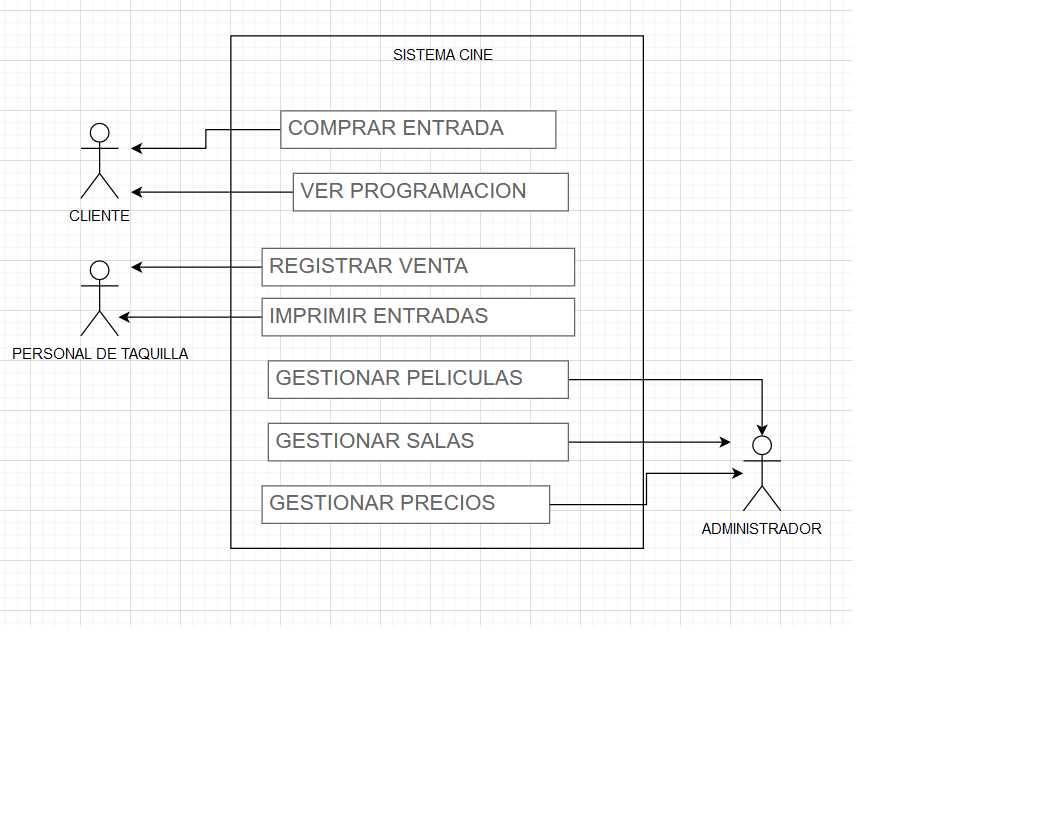 SISTEMA CINE
COMPRAR ENTRADA
VER PROGRAMACION
CLIENTE
REGISTRAR VENTA
IMPRIMIR ENTRADAS
PERSONAL DE TAQUILLA
GESTIONAR PELICULAS
GESTIONAR SALAS
GESTIONAR PRECIOS
ADMINISTRADOR